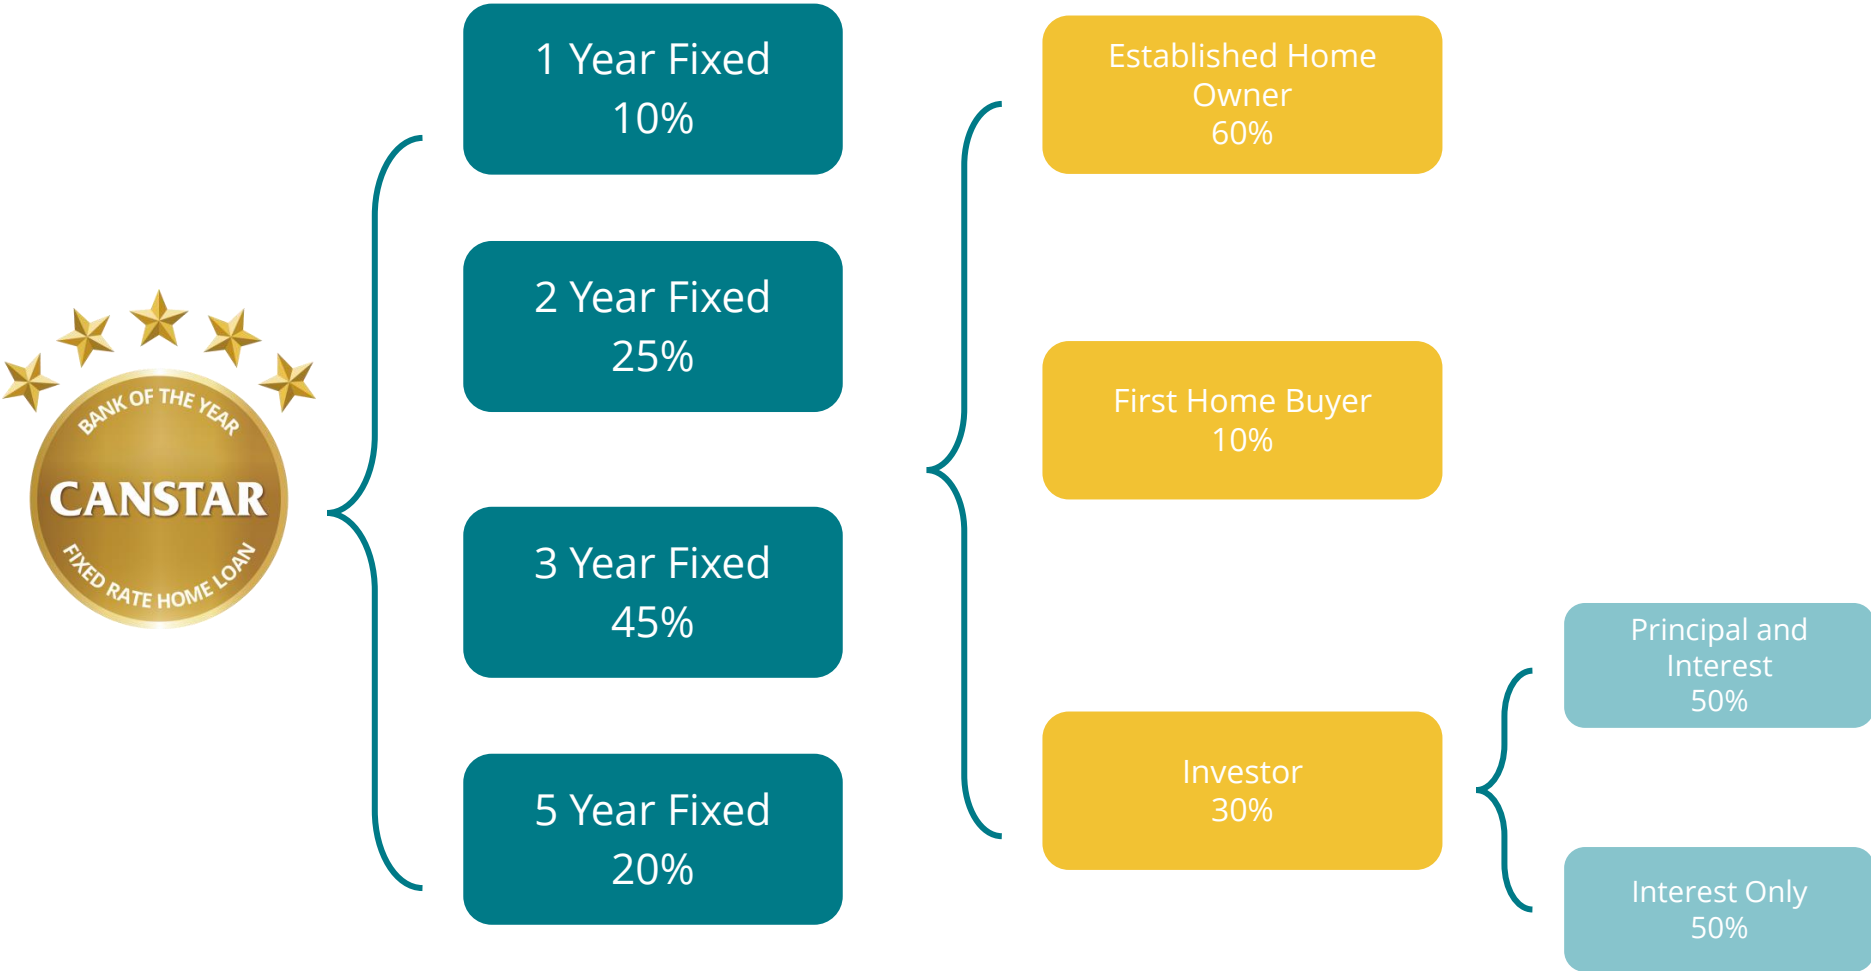 BANK OF THE YEAR
CANSTAR
FIXED RATE HOME LOAN
1 Year Fixed
10%
2 Year Fixed
25%
3 Year Fixed
45%
5 Year Fixed
20%
Established Home
Owner
60%
First Home Buyer
10%
Investor
30%
Principal and
Interest
50%
Interest Only
50%